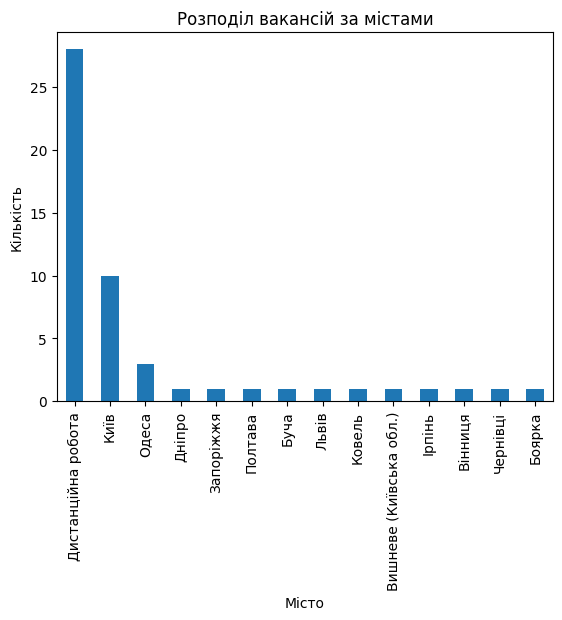 Розподіл вакансій за містами
Кількість
25
20
15
10
5
0
Дистанційна робота
Київ
Одеса
Дніпро
Запоріжжя
Полтава
Буча
Львів
Ковель
Вишневе (Київська обл.)
Ірпінь
Вінниця
Чернівці
Боярка
Місто